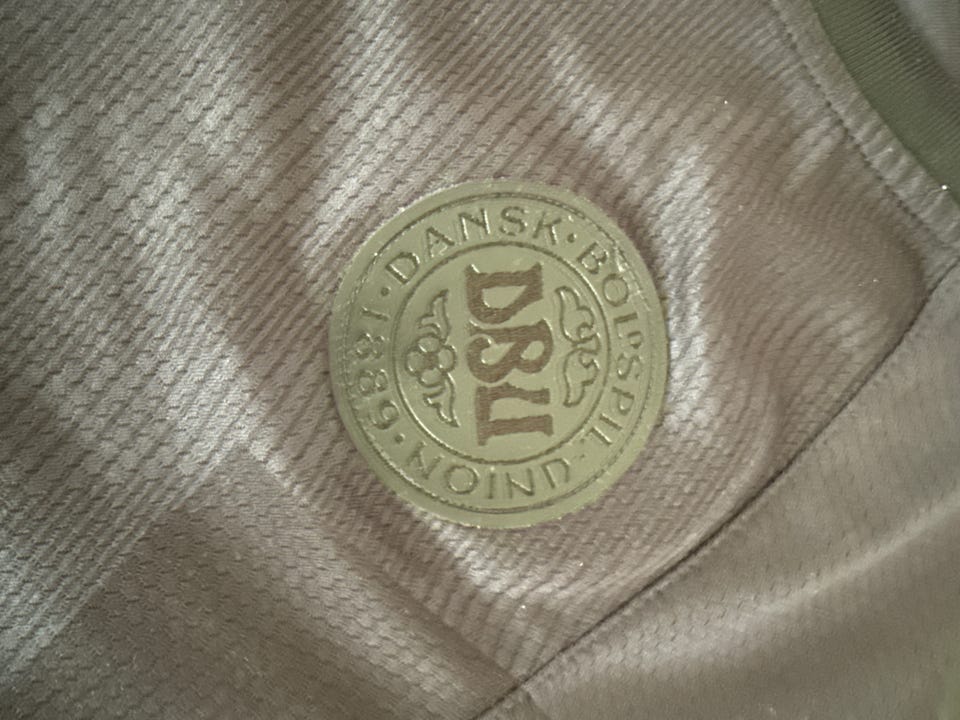 DANSK · BOLDSPIL · UNION · 1889 ·
DBU